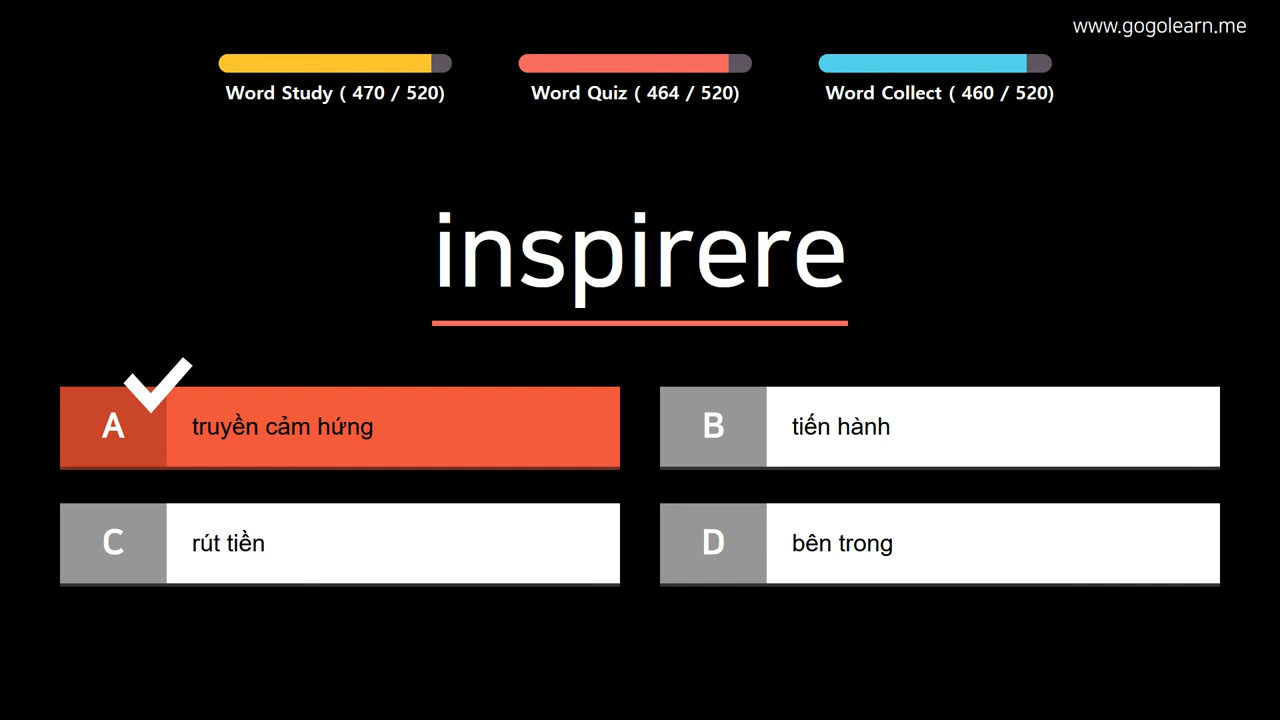 www.gogolearn.me
Word Study ( 470 / 520)
Word Quiz ( 464 / 520)
Word Collect ( 460 / 520)
inspirere
A truyền cảm hứng
B tiến hành
C rút tiền
D bên trong